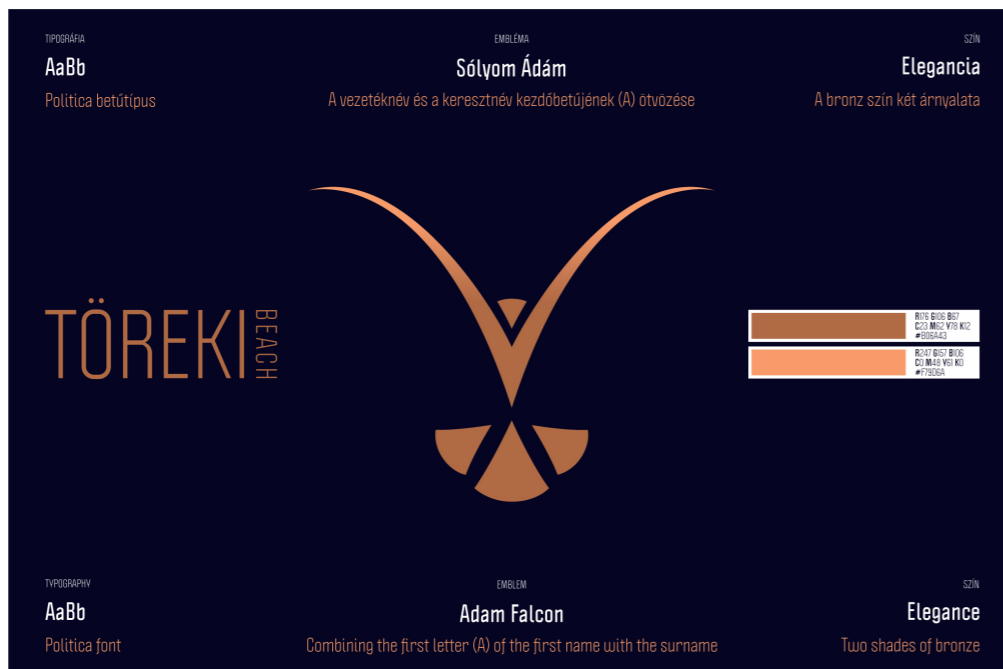 TIPOGRÁFIA
AaBb
Politica betűtípus
EMBLÉMA
Sólyom Ádám
A vezetéknév és a keresztnév kezdőbetűjének (A) ötvözése
SZÍN
Elegancia
A bronz szín két árnyalata
TÖREKI
BEACH
R176 G106 B67
C23 M62 Y78 K12
#B06A43
R247 G157 B106
C0 M48 Y61 K0
#F79D6A
TYPOGRAPHY
AaBb
Politica font
EMBLEM
Adam Falcon
Combining the first letter (A) of the first name with the surname
SZÍN
Elegance
Two shades of bronze